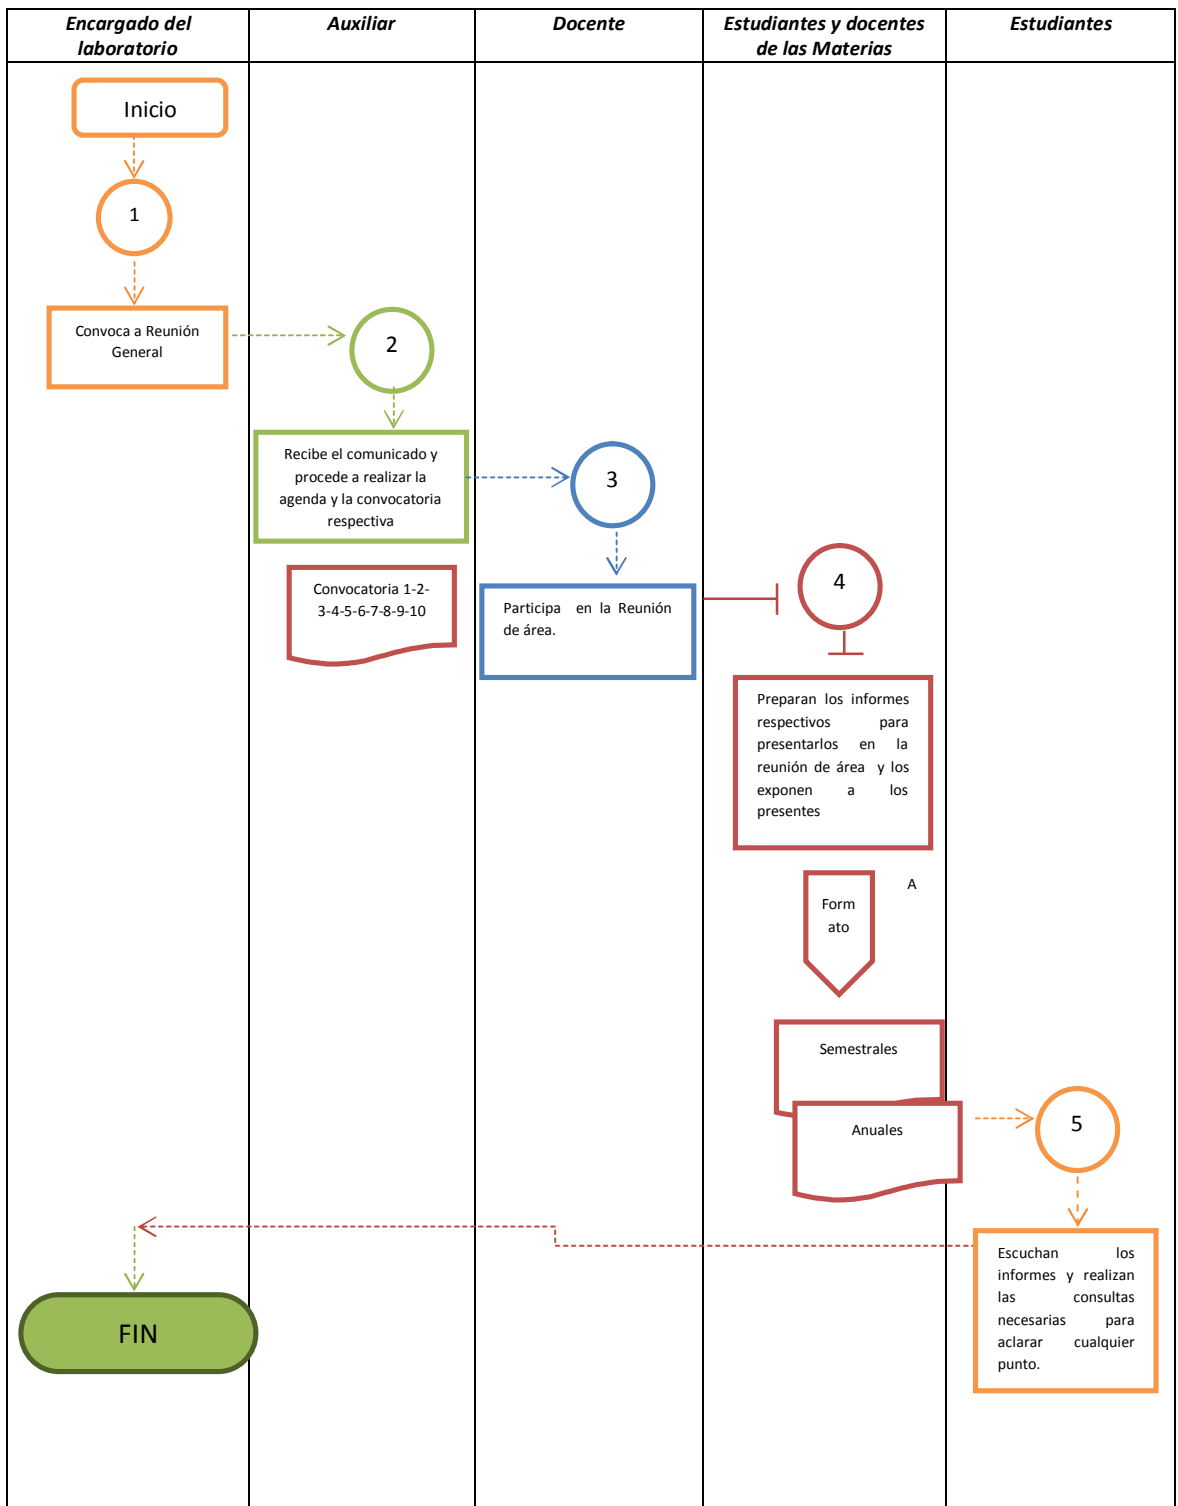 Encargado del
laboratorio
Auxiliar
Docente
Estudiantes y docentes
de las Materias
Estudiantes
Inicio
1
Convoca a Reunión
General
2
Recibe el comunicado y
procede a realizar la
agenda y la convocatoria
respectiva
Convocatoria 1-2-
3-4-5-6-7-8-9-10
3
Participa en la Reunión
de área.
4
Preparan los informes
respectivos para
presentarlos en la
reunión de área y los
exponen a los
presentes
A
Form
ato
Semestrales
Anuales
5
Escuchan los
informes y realizan
las consultas
necesarias para
aclarar cualquier
punto.
FIN